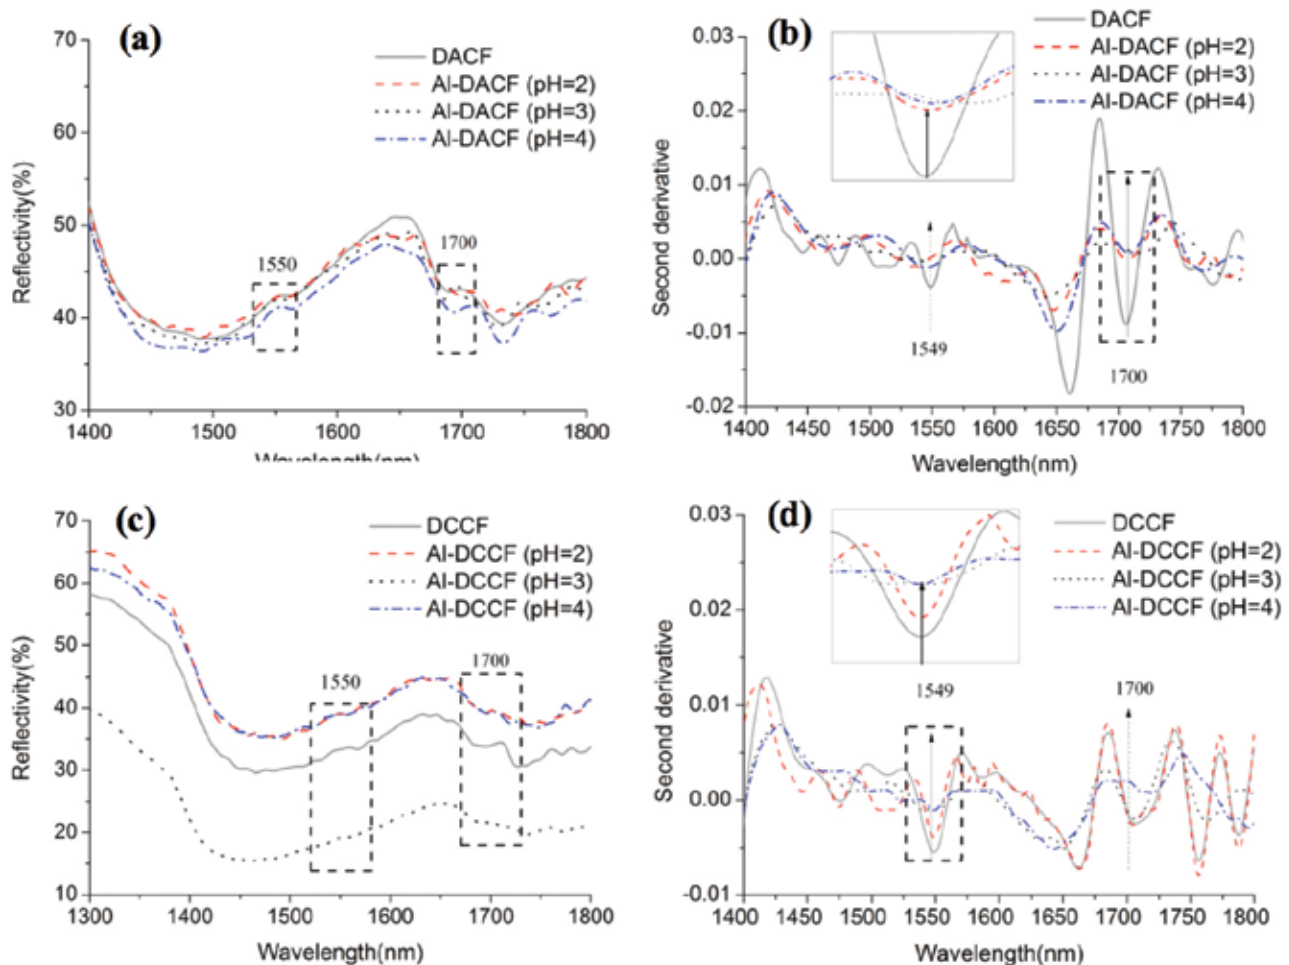 (a)
70
60
50
40
30
Reflectivity(%)
DACF
Al-DACF (pH=2)
Al-DACF (pH=3)
Al-DACF (pH=4)
1550
1700
1400 1500 1600 1700 1800
Wavelength(nm)
(b)
0.03
0.02
0.01
0.00
-0.01
-0.02
Second derivative
DACF
Al-DACF (pH=2)
Al-DACF (pH=3)
Al-DACF (pH=4)
1549
1700
1400 1450 1500 1550 1600 1650 1700 1750 1800
Wavelength(nm)
(c)
70
60
50
40
30
20
10
Reflectivity(%)
DCCF
Al-DCCF (pH=2)
Al-DCCF (pH=3)
Al-DCCF (pH=4)
1550
1700
1300 1400 1500 1600 1700 1800
Wavelength(nm)
(d)
0.03
0.02
0.01
0.00
-0.01
Second derivative
DCCF
Al-DCCF (pH=2)
Al-DCCF (pH=3)
Al-DCCF (pH=4)
1549
1700
1400 1450 1500 1550 1600 1650 1700 1750 1800
Wavelength(nm)